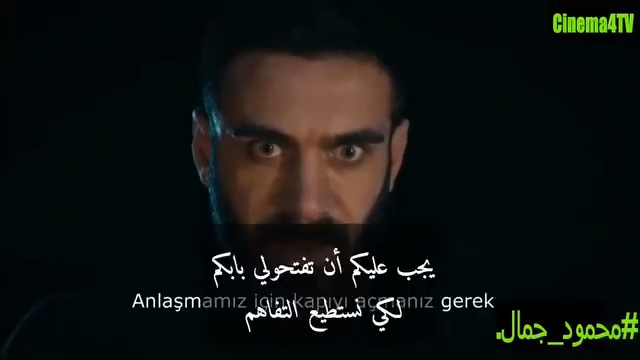 Cinema4TV
يجب عليكم أن تفتحولي بابكم
Anlaşmamız için kapıyı açmanız gerek
لكي نستطيع التفاهم
#محمود_جمال.